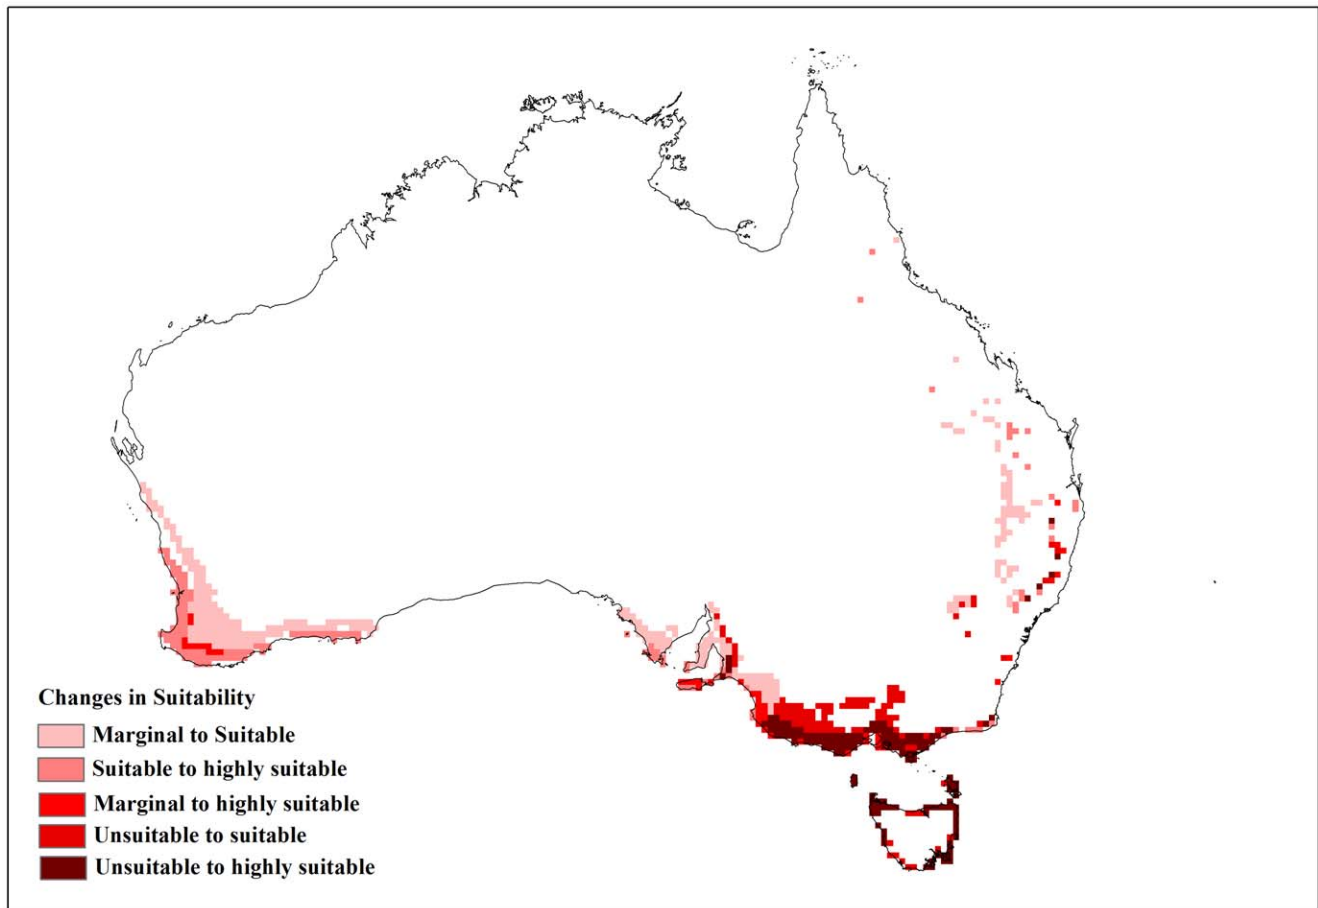 Changes in Suitability
Marginal to Suitable
Suitable to highly suitable
Marginal to highly suitable
Unsuitable to suitable
Unsuitable to highly suitable